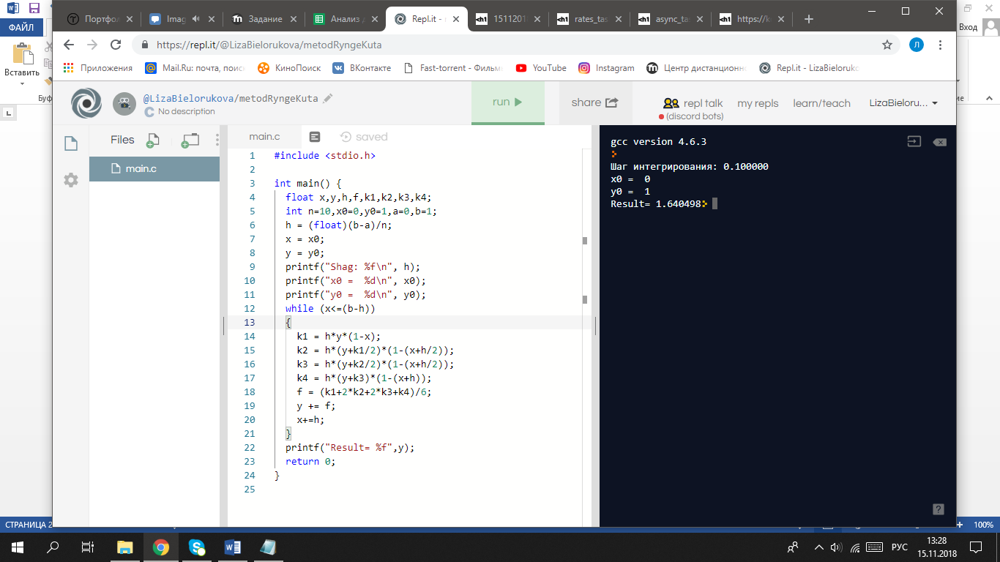 ФАЙЛ
Вставить
Вход
СТРАНИЦА 2
100%
Портфо
Imag
Задание
Анализ д
Repl.it -
1511201
rates_tas
async_ta
https://k
https://repl.it/@LizaBielorukova/metodRyngeKuta
Л
Приложения
Mail.Ru: почта, поис
КиноПоиск
ВКонтакте
Fast-torrent - Фильм
YouTube
Instagram
Центр дистанционн
Repl.it - LizaBieloruko
@LizaBielorukova/metodRyngeKuta
No description
run
share
repl talk
(discord bots)
my repls
learn/teach
LizaBieloru...
Files
main.c
main.c
saved
1 #include <stdio.h>
2
3 int main() {
4 float x,y,h,f,k1,k2,k3,k4;
5 int n=10,x0=0,y0=1,a=0,b=1;
6 h = (float)(b-a)/n;
7 x = x0;
8 y = y0;
9 printf("Shag: %f\n", h);
10 printf("x0 =  %d\n", x0);
11 printf("y0 =  %d\n", y0);
12 while (x<=(b-h))
13 {
14 k1 = h*y*(1-x);
15 k2 = h*(y+k1/2)*(1-(x+h/2));
16 k3 = h*(y+k2/2)*(1-(x+h/2));
17 k4 = h*(y+k3)*(1-(x+h));
18 f = (k1+2*k2+2*k3+k4)/6;
19 y += f;
20 x+=h;
21 }
22 printf("Result= %f",y);
23 return 0;
24 }
25
gcc version 4.6.3
Шаг интегрирования: 0.100000
x0 =  0
y0 =  1
Result= 1.640498
?
РУС
13:28
15.11.2018